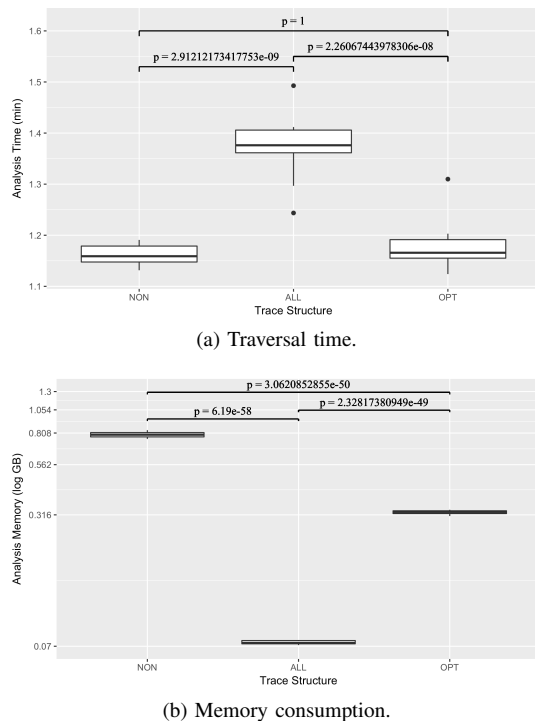 p = 1
p = 2.91212173417753e-09
p = 2.26067443978306e-08
1.6
1.5
1.4
1.3
1.2
1.1
Analysis Time (min)
NON ALL OPT
Trace Structure
(a) Traversal time.
p = 3.0620852855e-50
p = 6.19e-58
p = 2.32817380949e-49
1.3
1.054
0.808
0.562
0.316
0.07
Analysis Memory (log GB)
NON ALL OPT
Trace Structure
(b) Memory consumption.